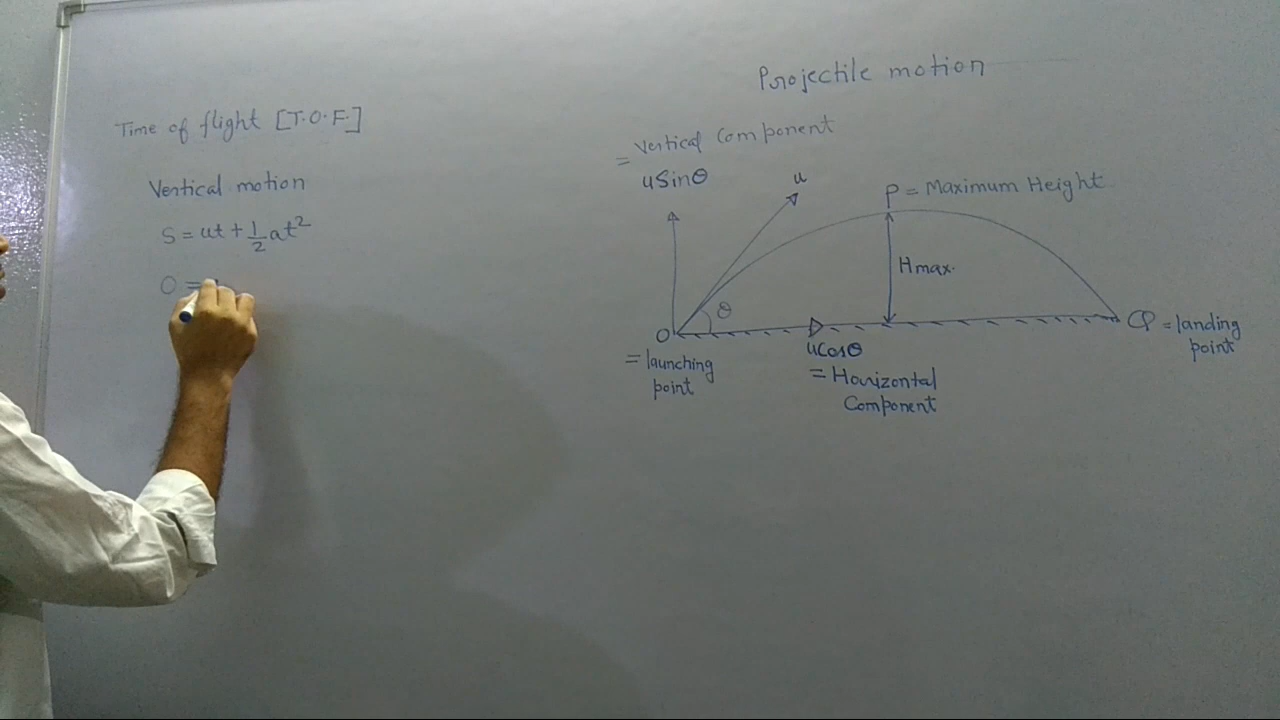 Projectile motion
Time of flight [T.O.F.]
Vertical motion
S = ut + 1/2 at²
0 =
= Vertical Component
uSinθ
u
P = Maximum Height
Hmax.
θ
O
= launching
point
uCosθ
= Horizontal
Component
Q = landing
point